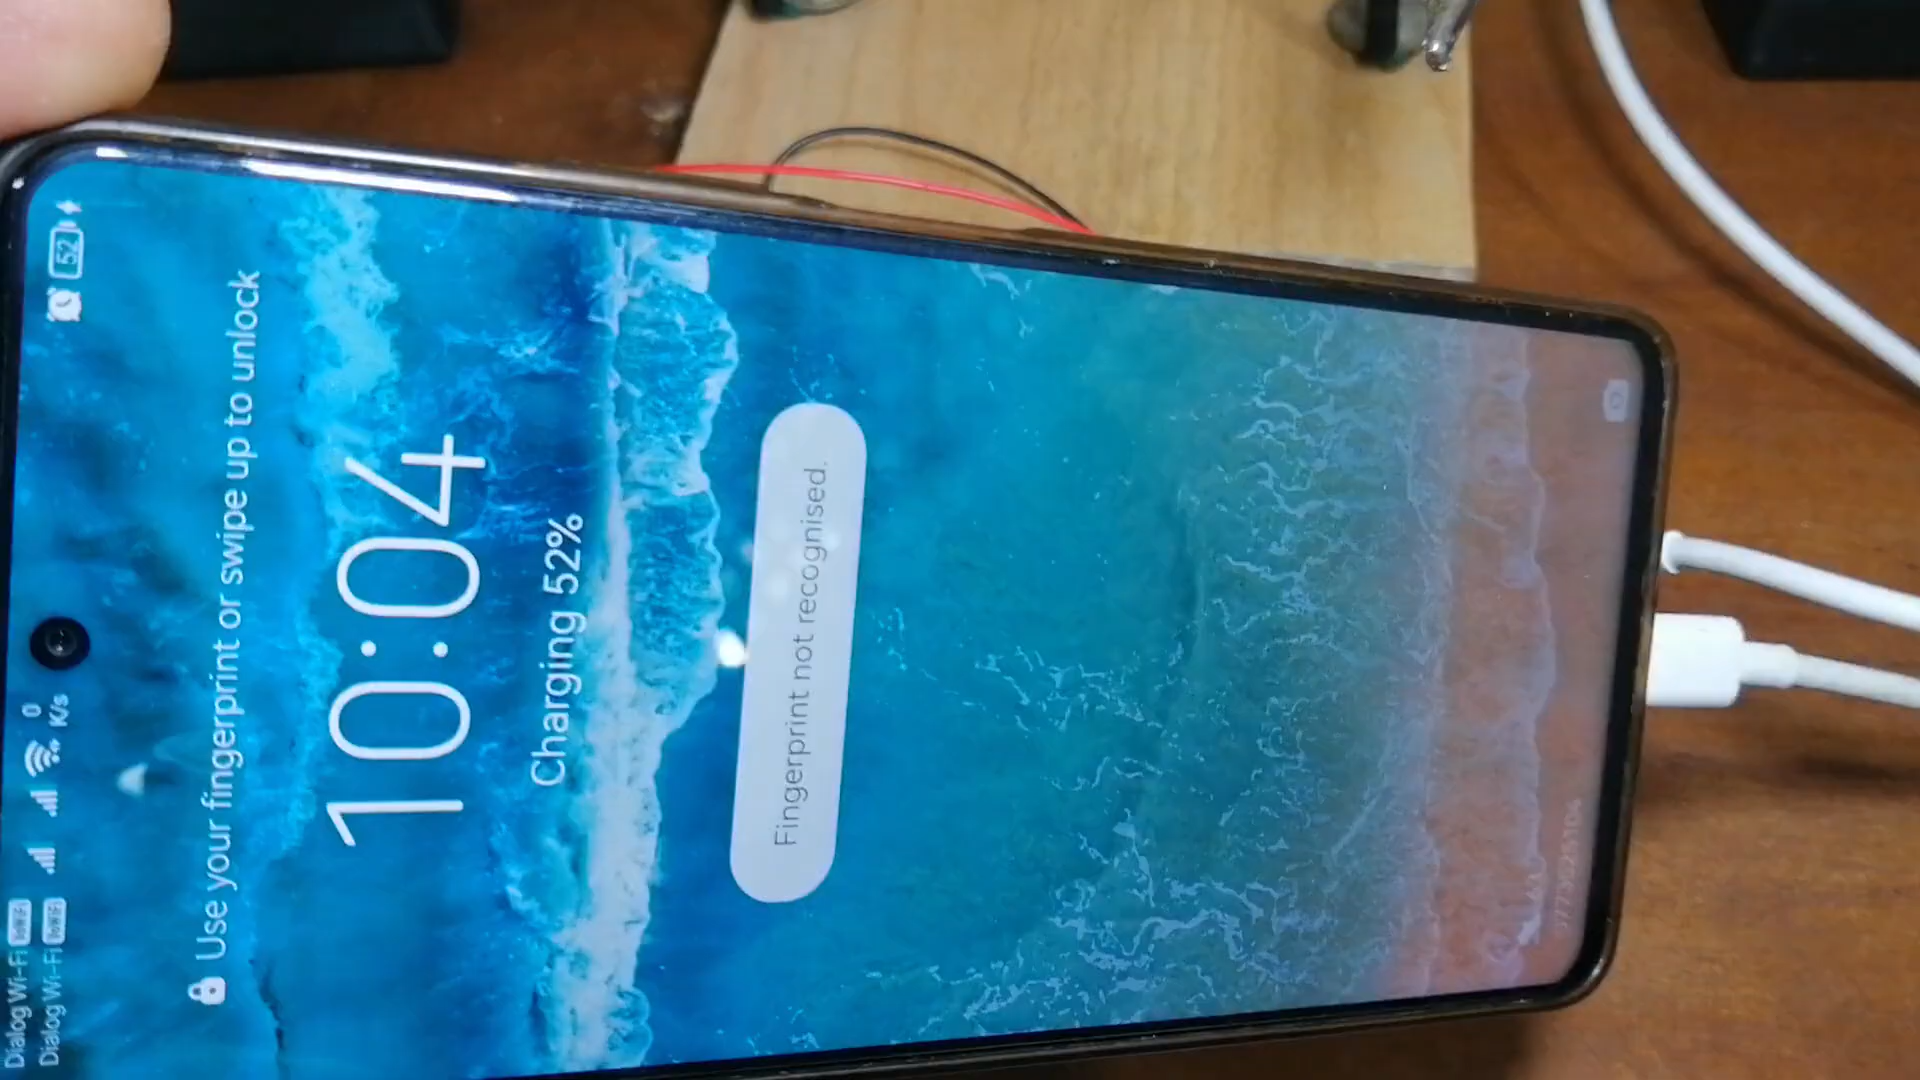 Dialog Wi-Fi
Dialog Wi-Fi
0
K/s
52
Use your fingerprint or swipe up to unlock
10:04
Charging 52%
Fingerprint not recognised.